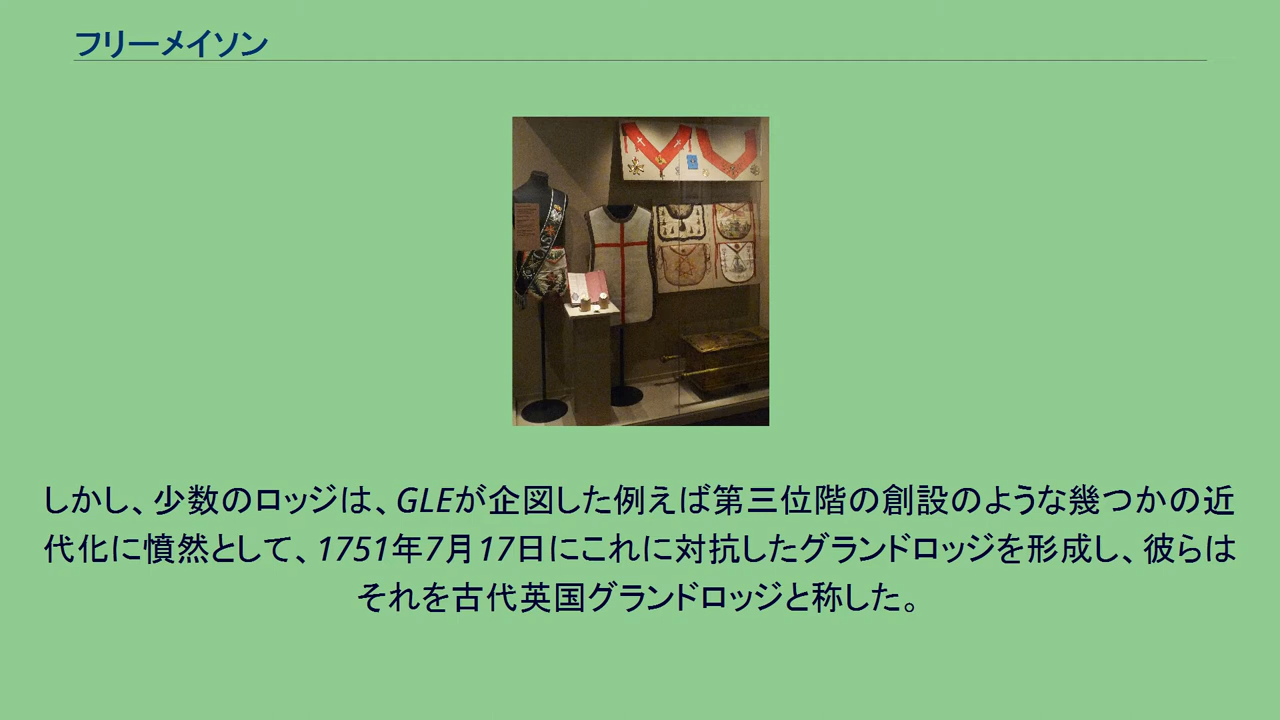 フリーメイソン
しかし、少数のロッジは、GLEが企図した例えば第三位階の創設のような幾つかの近
代化に憤然として、1751年7月17日にこれに対抗したグランドロッジを形成し、彼らは
それを古代英国グランドロッジと称した。